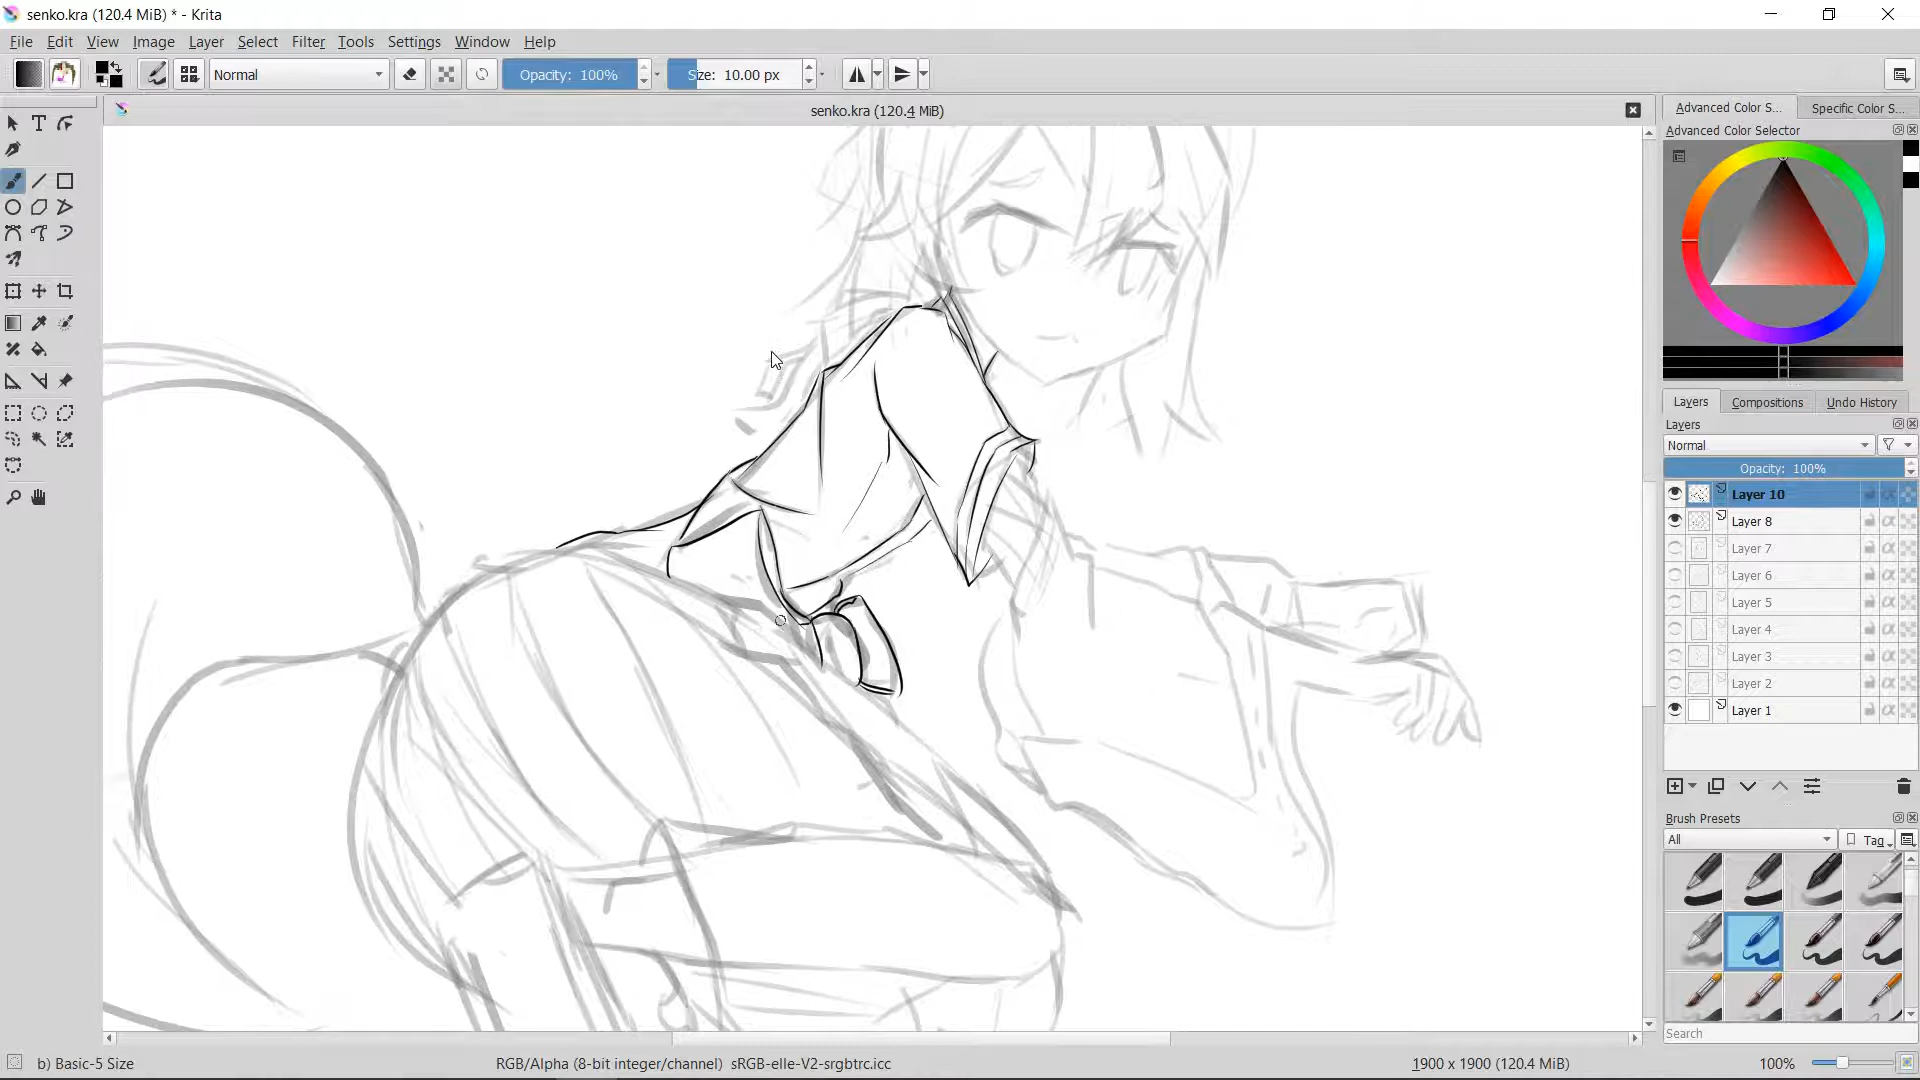 senko.kra (120.4 MiB) * - Krita
File Edit View Image Layer Select Filter Tools Settings Window Help
Normal Opacity: 100% Size: 10.00 px
senko.kra (120.4 MiB)
Advanced Color S... Specific Color S...
Advanced Color Selector
Layers Compositions Undo History
Layers
Normal
Opacity: 100%
Layer 10
Layer 8
Layer 7
Layer 6
Layer 5
Layer 4
Layer 3
Layer 2
Layer 1
Brush Presets
All Tag
Search
b) Basic-5 Size RGB/Alpha (8-bit integer/channel) sRGB-elle-V2-srgbtrc.icc 1900 x 1900 (120.4 MiB) 100%